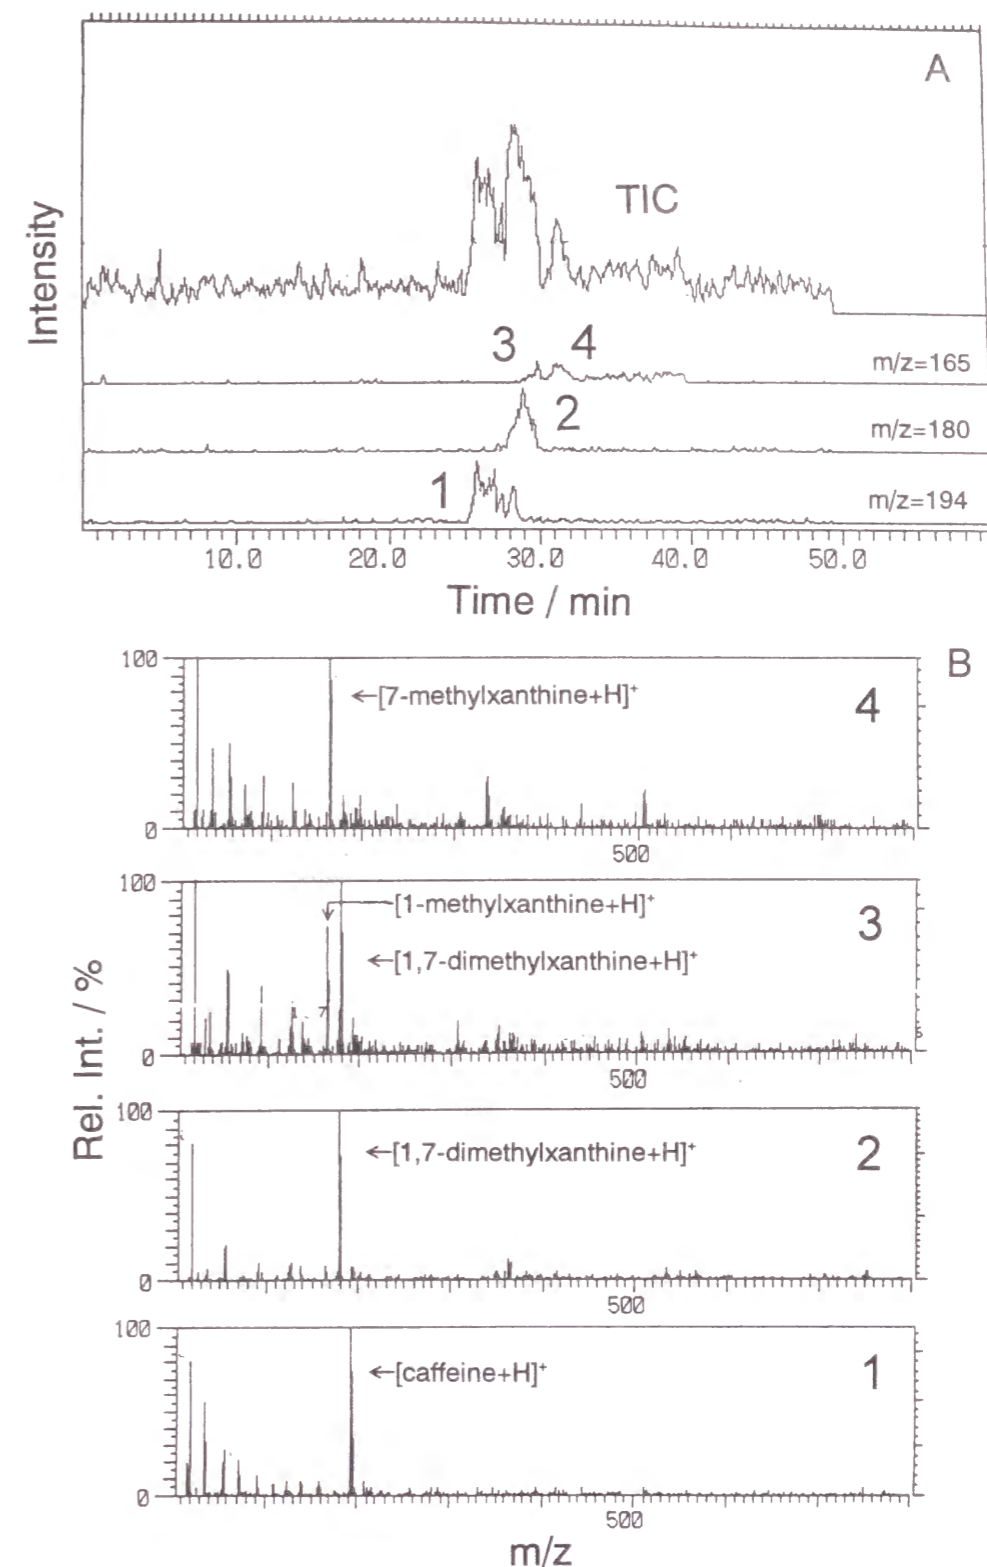 A
Intensity
TIC
3 4
m/z=165
2
m/z=180
1
m/z=194
10.0 20.0 30.0 40.0 50.0
Time / min
B
Rel. Int. / %
100
←[7-methylxanthine+H]⁺
4
0
500
100
[1-methylxanthine+H]⁺
3
←[1,7-dimethylxanthine+H]⁺
0
500
100
←[1,7-dimethylxanthine+H]⁺
2
0
500
100
←[caffeine+H]⁺
1
0
500
m/z